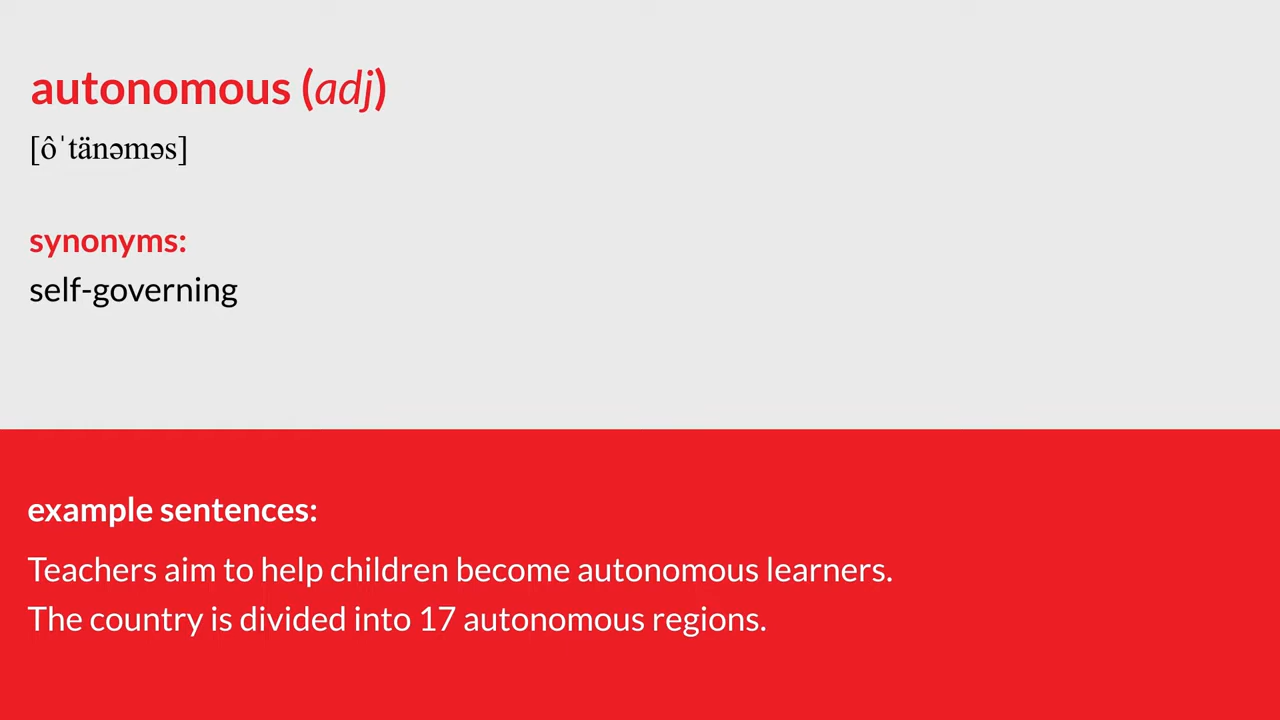 autonomous (adj)
[ôˈtänəməs]
synonyms:
self-governing
example sentences:
Teachers aim to help children become autonomous learners.
The country is divided into 17 autonomous regions.